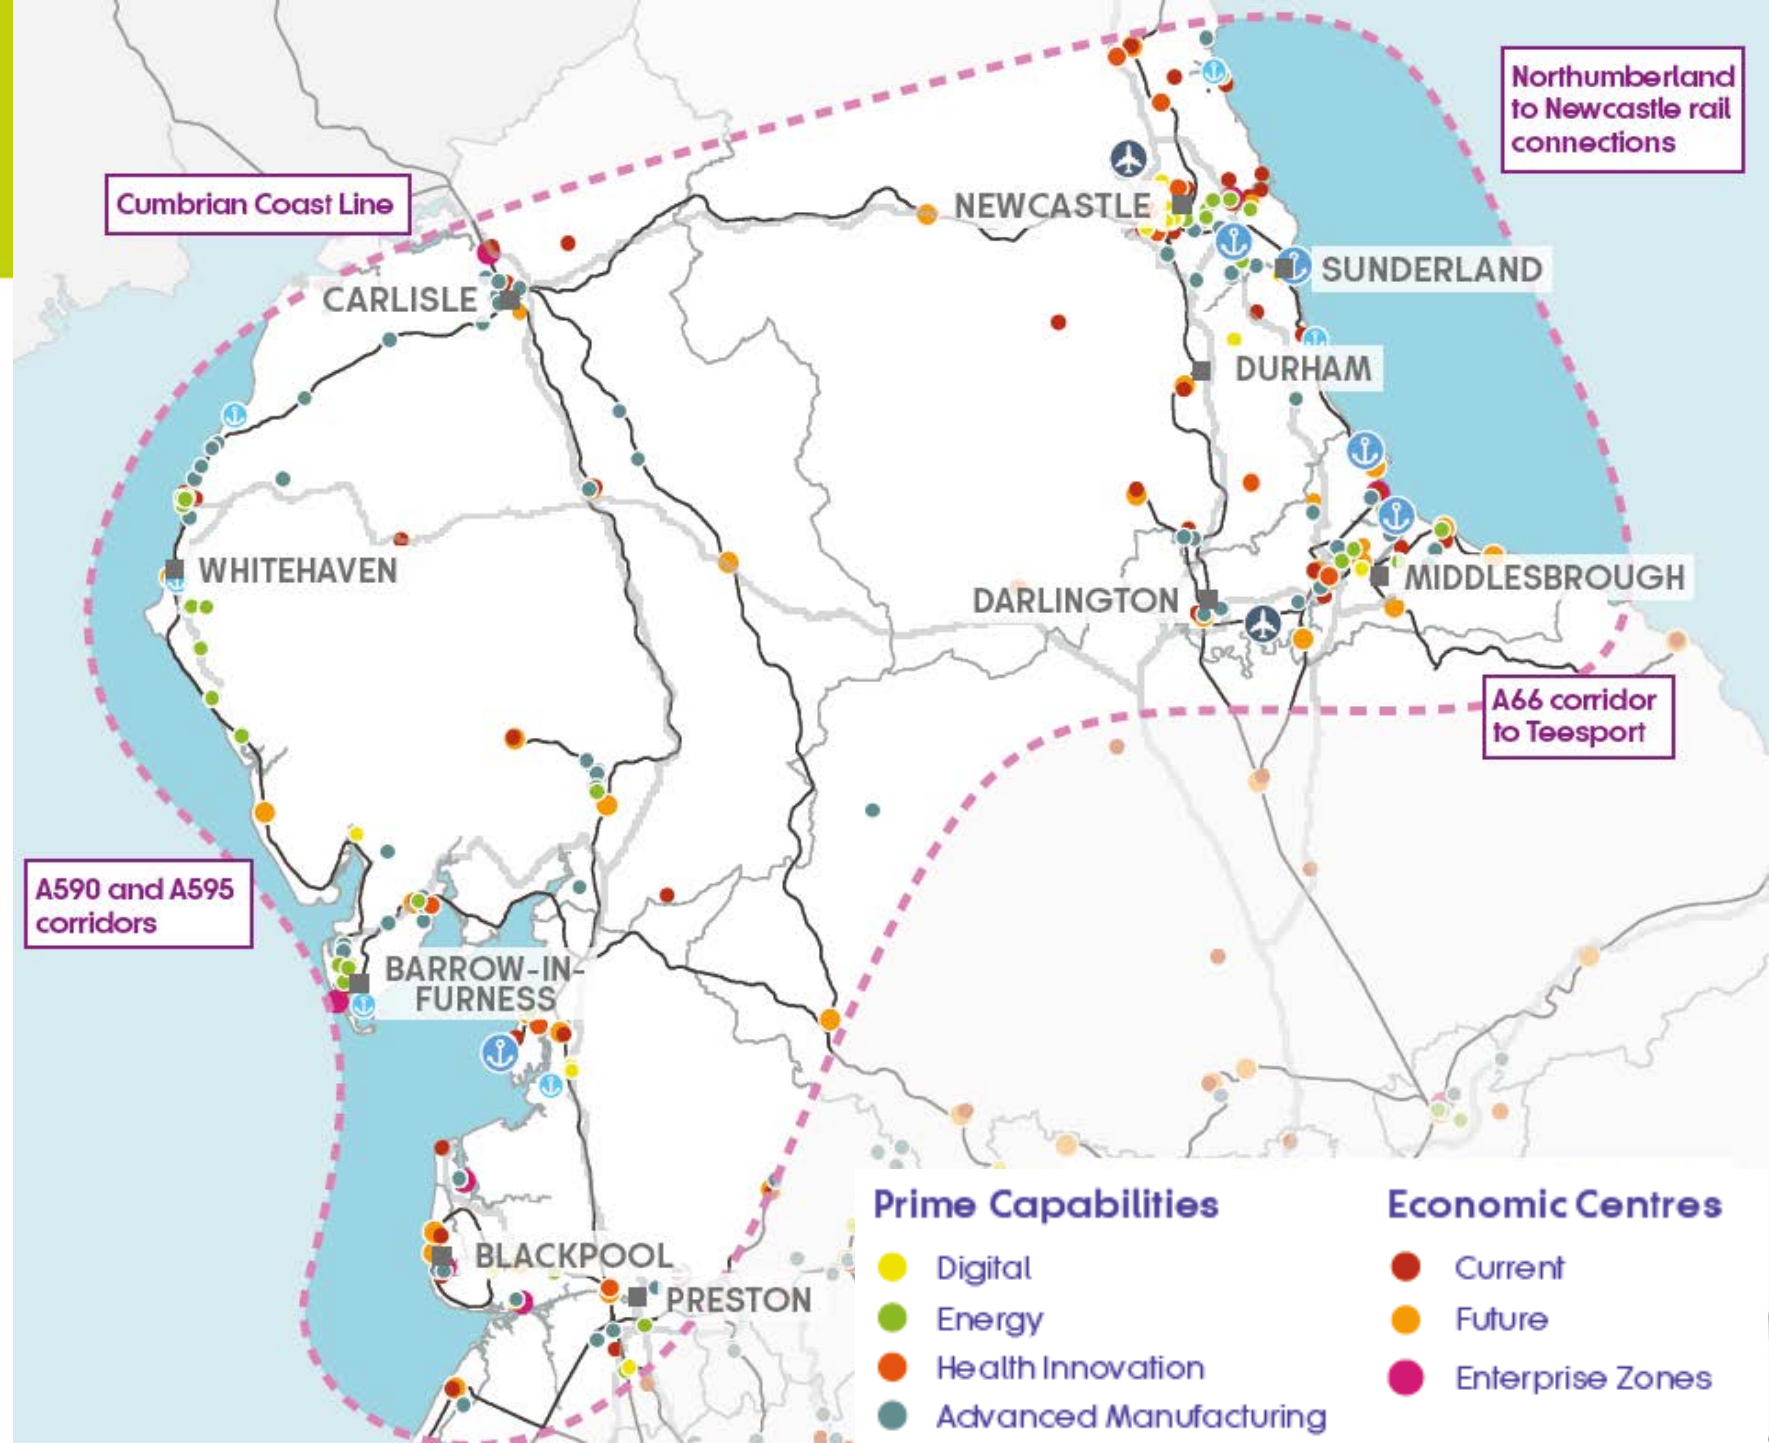 Northumberland
to Newcastle rail
connections
Cumbrian Coast Line
NEWCASTLE
SUNDERLAND
CARLISLE
DURHAM
WHITEHAVEN
DARLINGTON
MIDDLESBROUGH
A66 corridor
to Teesport
A590 and A595
corridors
BARROW-IN-
FURNESS
BLACKPOOL
PRESTON
Prime Capabilities
Digital
Energy
Health Innovation
Advanced Manufacturing
Economic Centres
Current
Future
Enterprise Zones